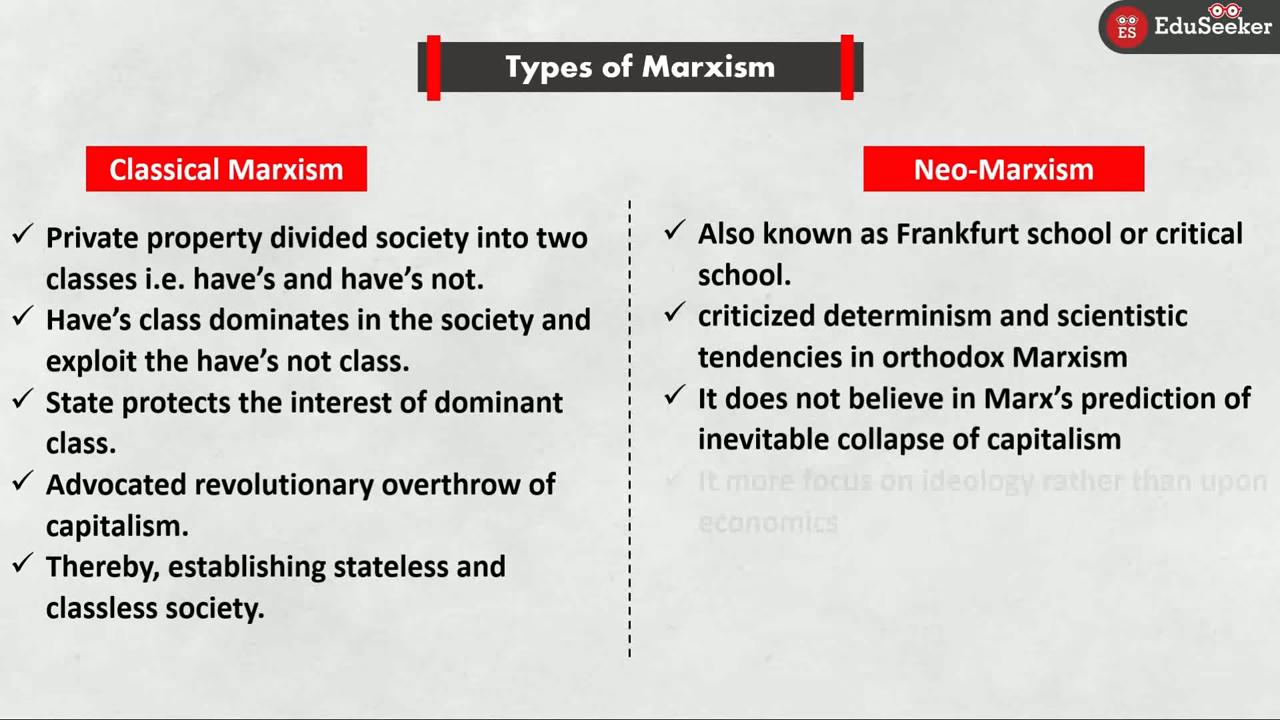 ES EduSeeker
Types of Marxism
Classical Marxism
✓ Private property divided society into two
classes i.e. have's and have's not.
✓ Have's class dominates in the society and
exploit the have's not class.
✓ State protects the interest of dominant
class.
✓ Advocated revolutionary overthrow of
capitalism.
✓ Thereby, establishing stateless and
classless society.
Neo-Marxism
✓ Also known as Frankfurt school or critical
school.
✓ criticized determinism and scientistic
tendencies in orthodox Marxism
✓ It does not believe in Marx's prediction of
inevitable collapse of capitalism
✓ It more focus on ideology rather than upon
economics